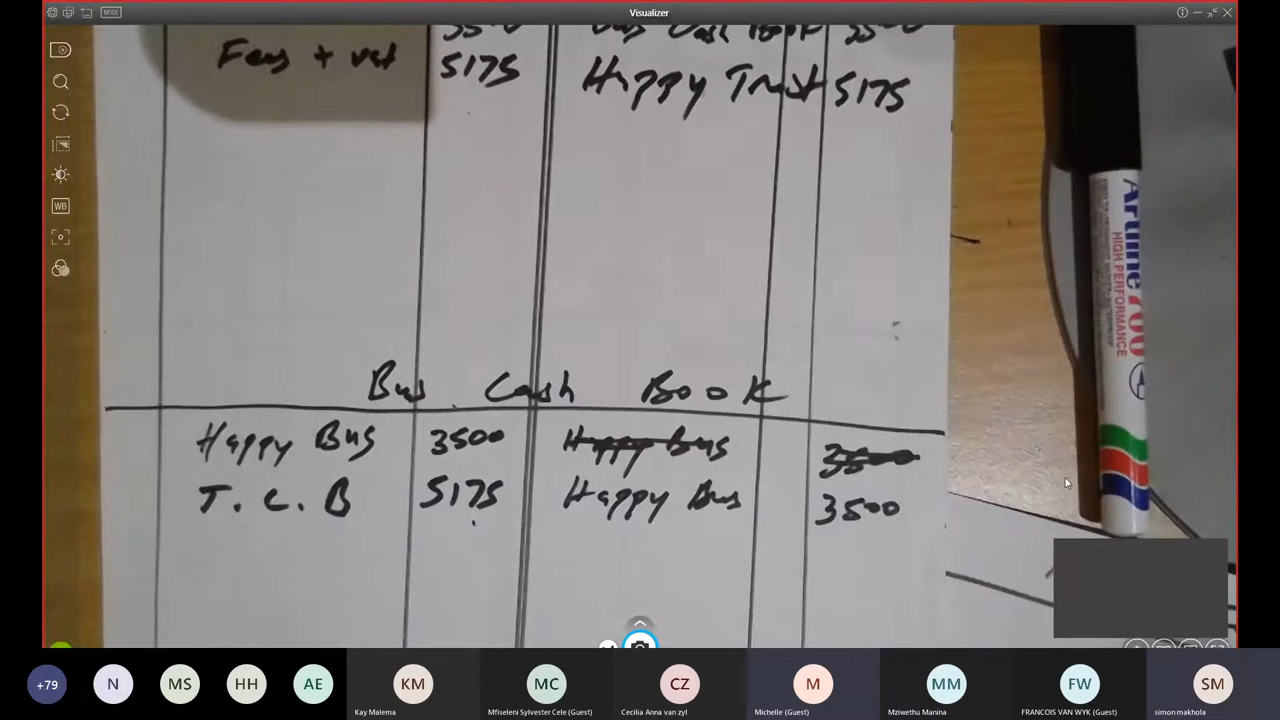 Visualizer
MODE
Fees + vat 5175 Happy Trust 5175
WB
Bus Cash Book
Happy Bus 3500 Happy Bus 3500
T. C. B 5175 Happy Bus 3500
Artline 700
HIGH PERFORMANCE
+79 N MS HH AE KM MC CZ M MM FW SM
Kay Malema Mfiseleni Sylvester Cele (Guest) Cecilia Anna van zyl Michelle (Guest) Mziwethu Manina FRANCOIS VAN WYK (Guest) simon makhola